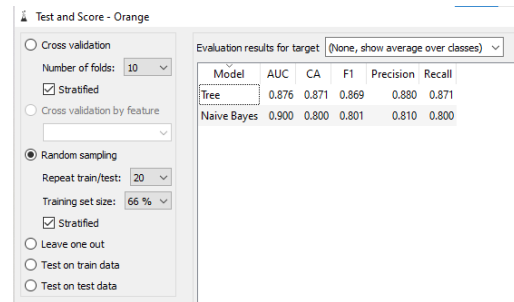 Test and Score - Orange
Cross validation
Number of folds: 10
Stratified
Cross validation by feature
Random sampling
Repeat train/test: 20
Training set size: 66 %
Stratified
Leave one out
Test on train data
Test on test data
Evaluation results for target (None, show average over classes)
Model AUC CA F1 Precision Recall
Tree 0.876 0.871 0.869 0.880 0.871
Naive Bayes 0.900 0.800 0.801 0.810 0.800